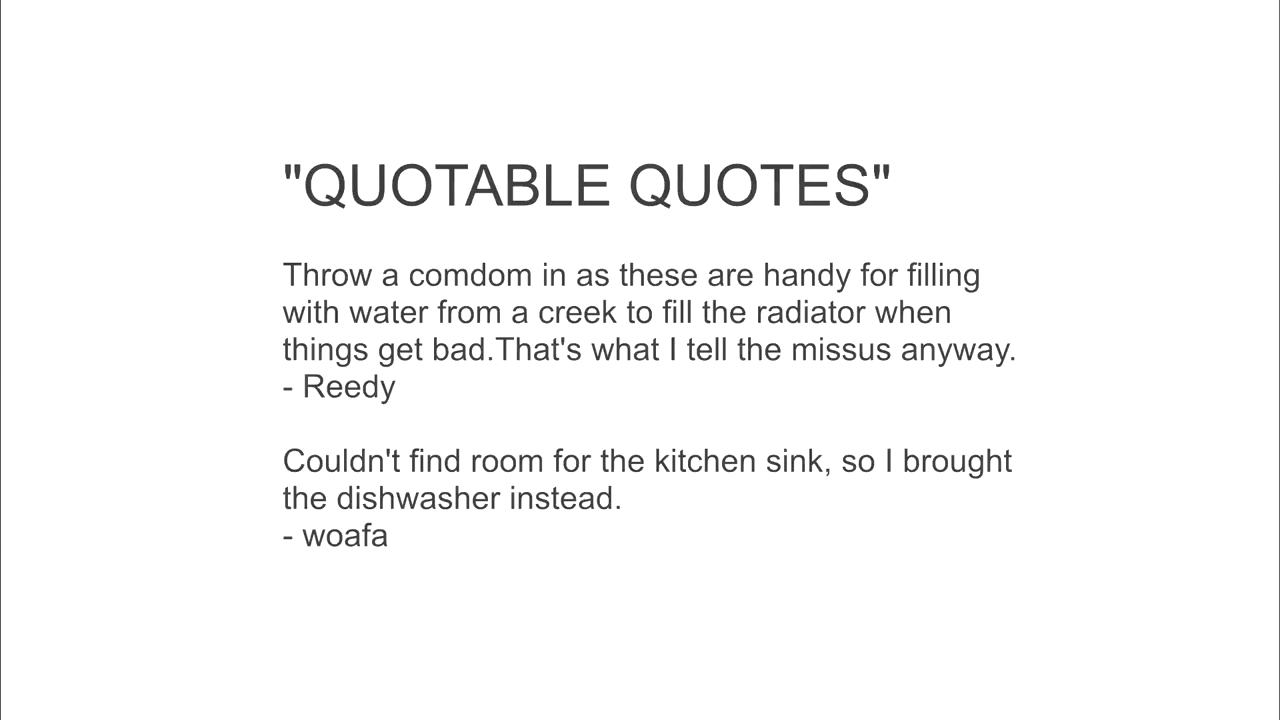 "QUOTABLE QUOTES"
Throw a comdom in as these are handy for filling
with water from a creek to fill the radiator when
things get bad.That's what I tell the missus anyway.
- Reedy
Couldn't find room for the kitchen sink, so I brought
the dishwasher instead.
- woafa